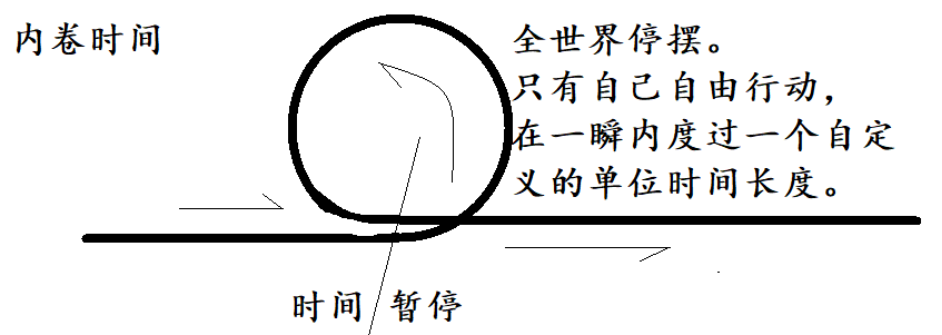 内卷时间
全世界停摆。
只有自己自由行动，
在一瞬内度过一个自定
义的单位时间长度。
时间 暂停